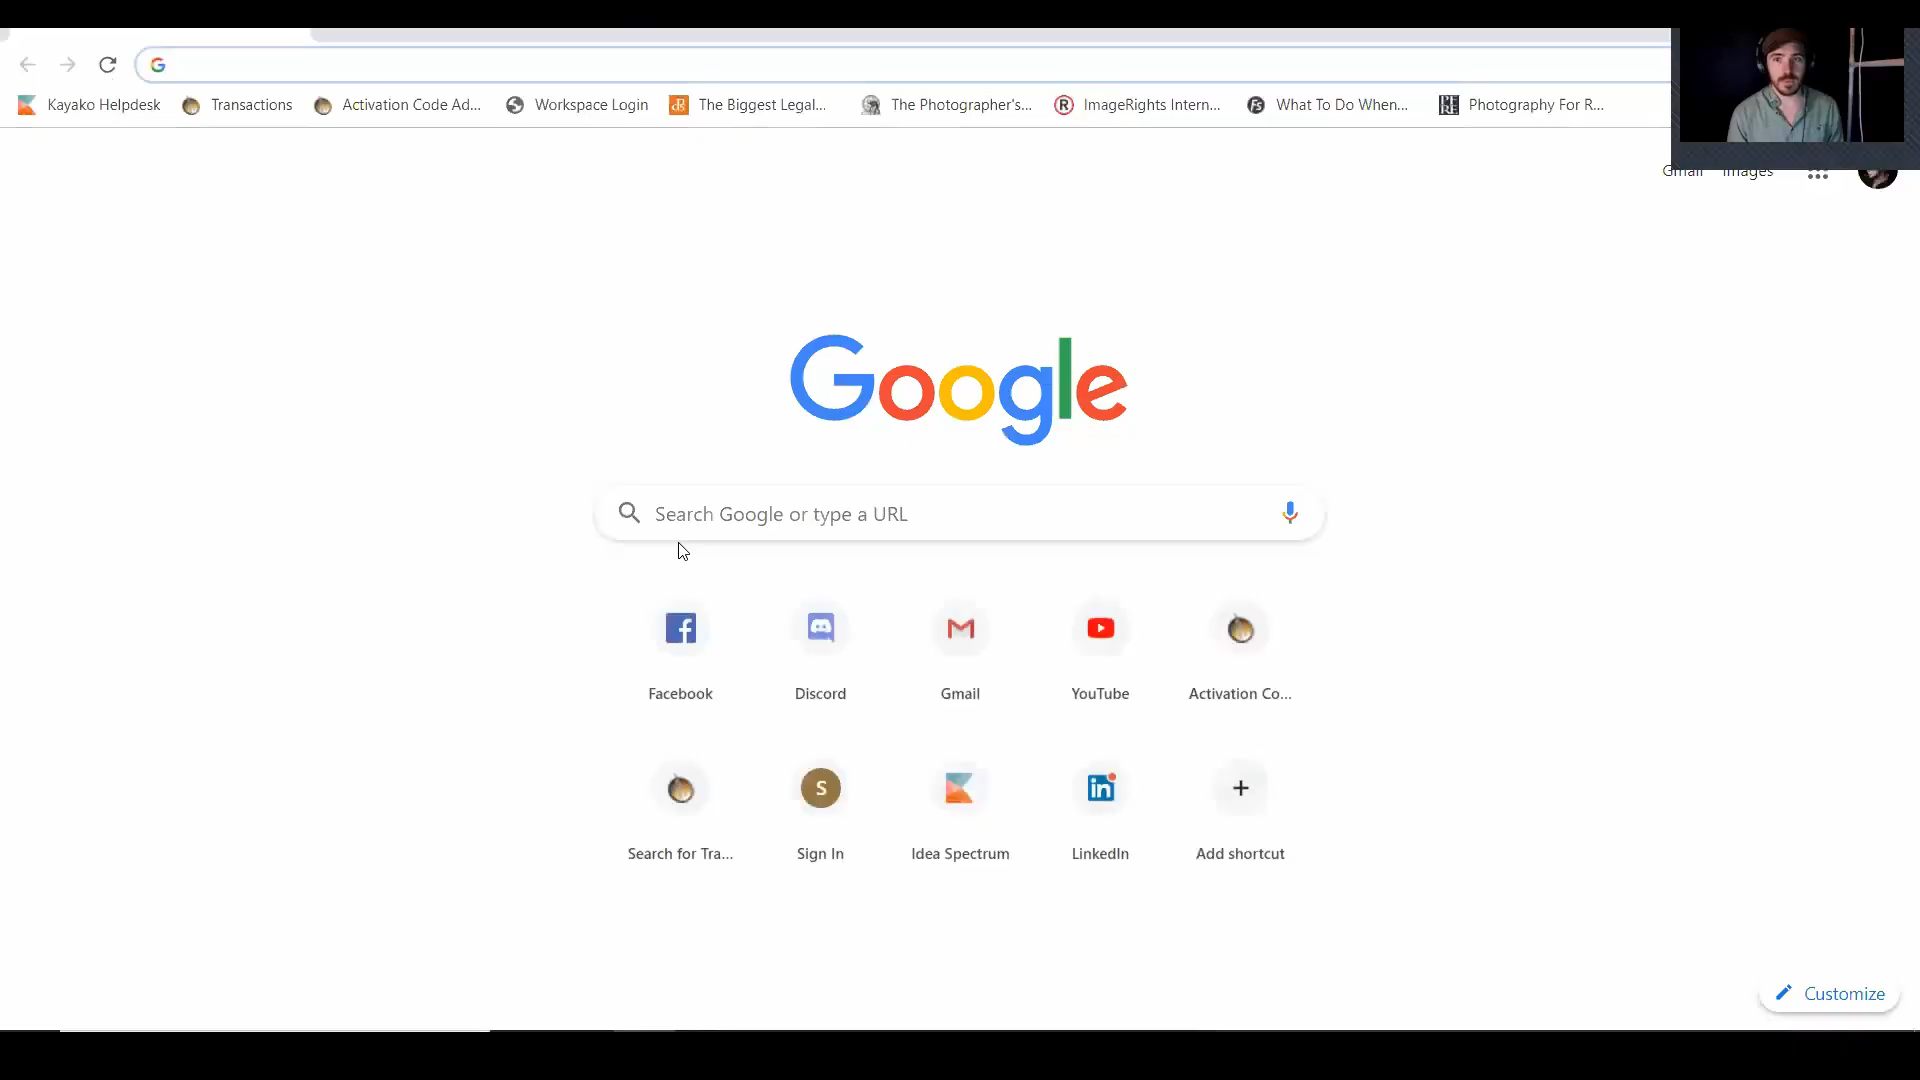 Kayako Helpdesk Transactions Activation Code Ad... Workspace Login The Biggest Legal... The Photographer's... ImageRights Intern... What To Do When... Photography For R...
Gmail Images
Google
Search Google or type a URL
Facebook Discord Gmail YouTube Activation Co...
Search for Tra... Sign In Idea Spectrum LinkedIn Add shortcut
Customize